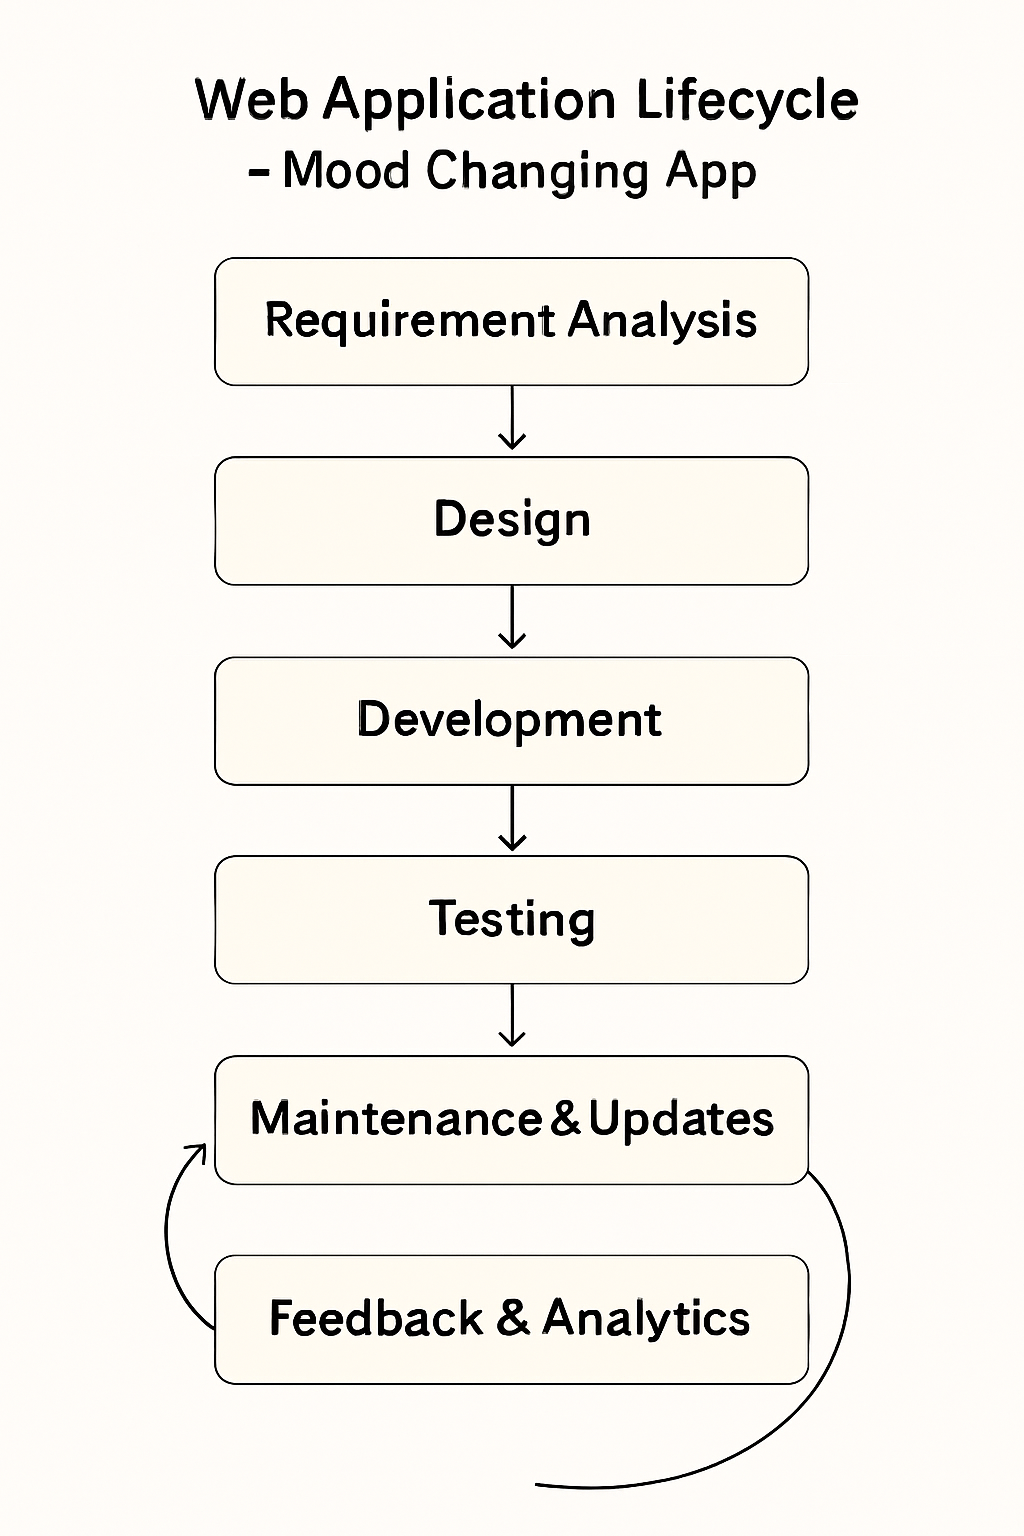 Web Application Lifecycle
– Mood Changing App
Requirement Analysis
Design
Development
Testing
Maintenance & Updates
Feedback & Analytics